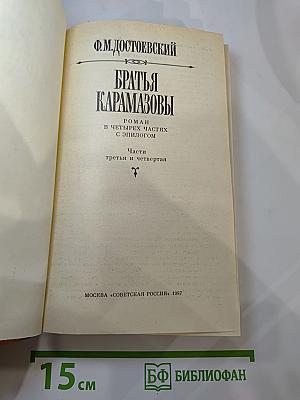 Ф.М.ДОСТОЕВСКИЙ
БРАТЬЯ
КАРАМАЗОВЫ
РОМАН
В ЧЕТЫРЕХ ЧАСТЯХ
С ЭПИЛОГОМ
Части
третья и четвертая
МОСКВА «СОВЕТСКАЯ РОССИЯ» 1987
15 см
БФ БИБЛИОФАН